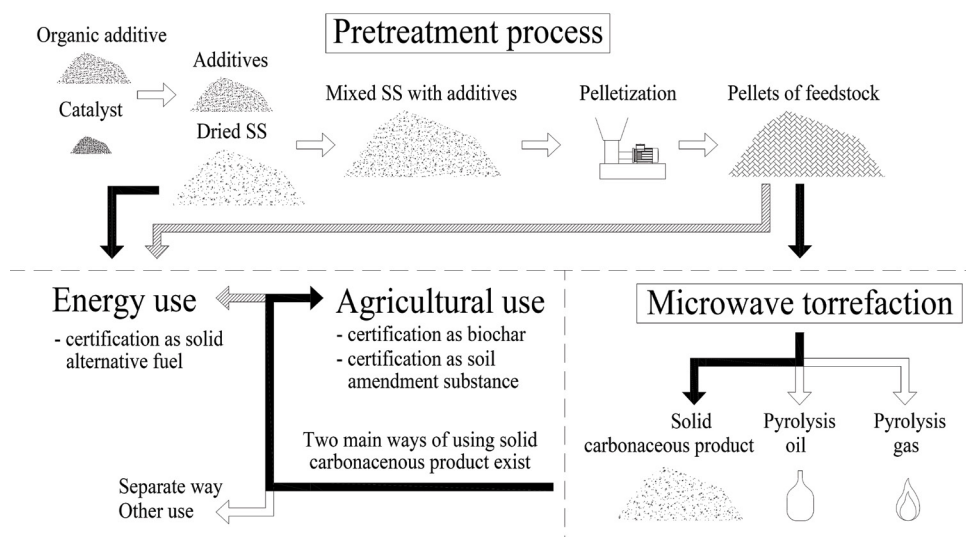 Pretreatment process
Organic additive
Catalyst
Additives
Dried SS
Mixed SS with additives
Pelletization
Pellets of feedstock
Energy use
- certification as solid
alternative fuel
Agricultural use
- certification as biochar
- certification as soil
amendment substance
Two main ways of using solid
carbonacenous product exist
Separate way
Other use
Microwave torrefaction
Solid
carbonaceous product
Pyrolysis
oil
Pyrolysis
gas